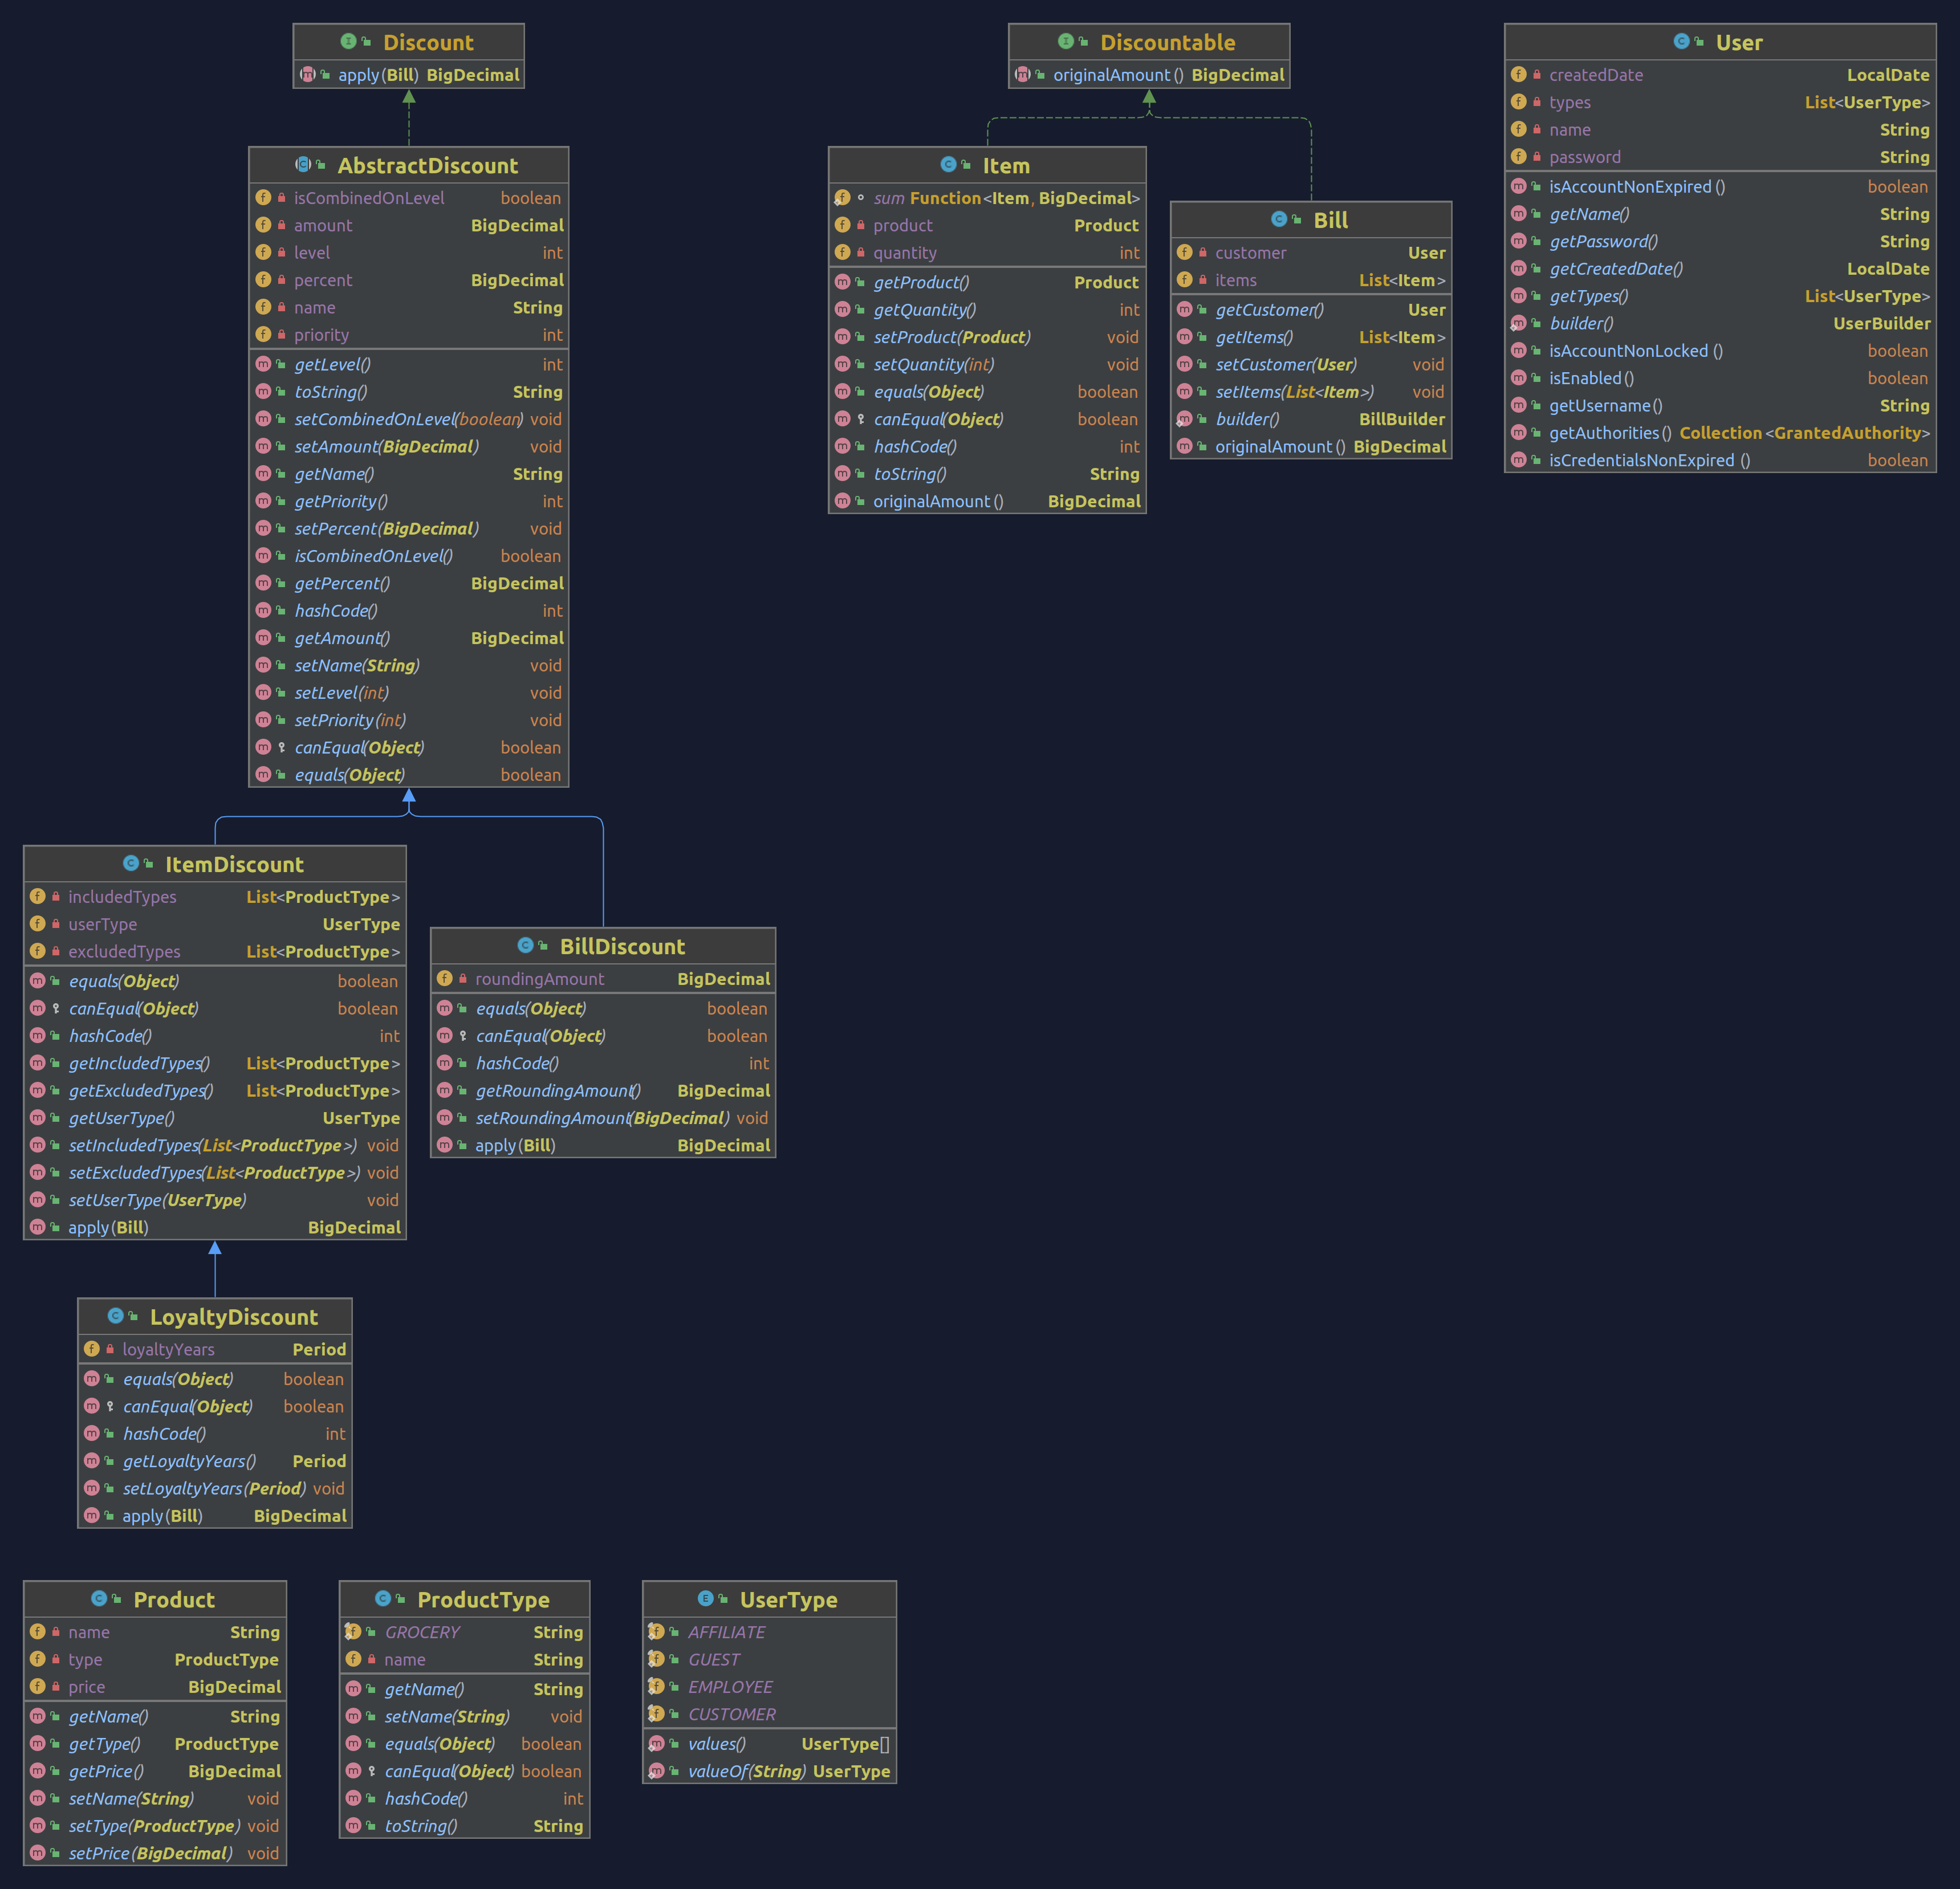 Discount
apply(Bill) BigDecimal
Discountable
originalAmount() BigDecimal
User
createdDate LocalDate
types List<UserType>
name String
password String
isAccountNonExpired() boolean
getName() String
getPassword() String
getCreatedDate() LocalDate
getTypes() List<UserType>
builder() UserBuilder
isAccountNonLocked() boolean
isEnabled() boolean
getUsername() String
getAuthorities() Collection<GrantedAuthority>
isCredentialsNonExpired() boolean
AbstractDiscount
isCombinedOnLevel boolean
amount BigDecimal
level int
percent BigDecimal
name String
priority int
getLevel() int
toString() String
setCombinedOnLevel(boolean) void
setAmount(BigDecimal) void
getName() String
getPriority() int
setPercent(BigDecimal) void
isCombinedOnLevel() boolean
getPercent() BigDecimal
hashCode() int
getAmount() BigDecimal
setName(String) void
setLevel(int) void
setPriority(int) void
canEqual(Object) boolean
equals(Object) boolean
Item
sum Function<Item, BigDecimal>
product Product
quantity int
getProduct() Product
getQuantity() int
setProduct(Product) void
setQuantity(int) void
equals(Object) boolean
canEqual(Object) boolean
hashCode() int
toString() String
originalAmount() BigDecimal
Bill
customer User
items List<Item>
getCustomer() User
getItems() List<Item>
setCustomer(User) void
setItems(List<Item>) void
builder() BillBuilder
originalAmount() BigDecimal
ItemDiscount
includedTypes List<ProductType>
userType UserType
excludedTypes List<ProductType>
equals(Object) boolean
canEqual(Object) boolean
hashCode() int
getIncludedTypes() List<ProductType>
getExcludedTypes() List<ProductType>
getUserType() UserType
setIncludedTypes(List<ProductType>) void
setExcludedTypes(List<ProductType>) void
setUserType(UserType) void
apply(Bill) BigDecimal
BillDiscount
roundingAmount BigDecimal
equals(Object) boolean
canEqual(Object) boolean
hashCode() int
getRoundingAmount() BigDecimal
setRoundingAmount(BigDecimal) void
apply(Bill) BigDecimal
LoyaltyDiscount
loyaltyYears Period
equals(Object) boolean
canEqual(Object) boolean
hashCode() int
getLoyaltyYears() Period
setLoyaltyYears(Period) void
apply(Bill) BigDecimal
Product
name String
type ProductType
price BigDecimal
getName() String
getType() ProductType
getPrice() BigDecimal
setName(String) void
setType(ProductType) void
setPrice(BigDecimal) void
ProductType
GROCERY String
name String
getName() String
setName(String) void
equals(Object) boolean
canEqual(Object) boolean
hashCode() int
toString() String
UserType
AFFILIATE
GUEST
EMPLOYEE
CUSTOMER
values() UserType[]
valueOf(String) UserType